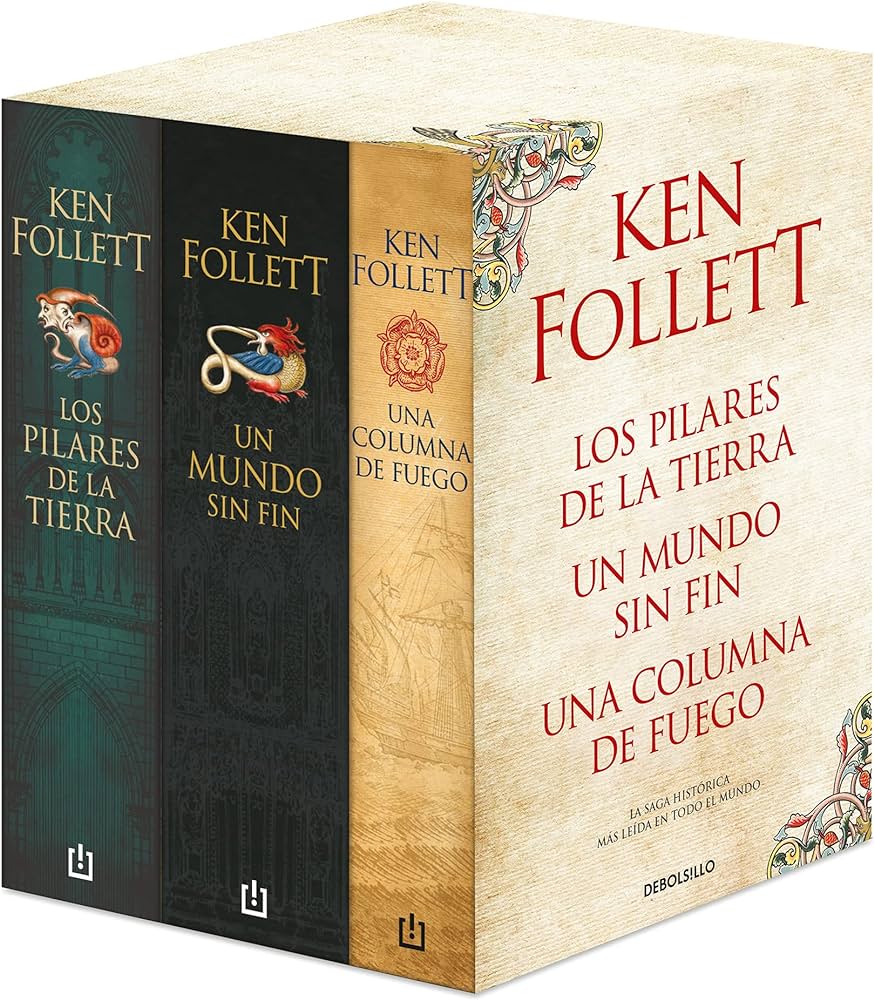 KEN
FOLLETT
LOS
PILARES
DE LA
TIERRA
KEN
FOLLETT
UN
MUNDO
SIN FIN
KEN
FOLLETT
UNA
COLUMNA
DE FUEGO
KEN
FOLLETT
LOS PILARES
DE LA TIERRA
UN MUNDO
SIN FIN
UNA COLUMNA
DE FUEGO
LA SAGA HISTÓRICA
MÁS LEÍDA EN TODO EL MUNDO
DEBOLS!LLO